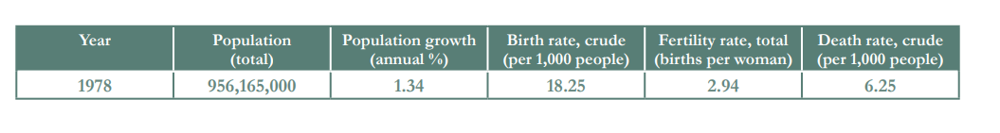 Year Population Population growth Birth rate, crude Fertility rate, total Death rate, crude
(total) (annual %) (per 1,000 people) (births per woman) (per 1,000 people)
1978 956,165,000 1.34 18.25 2.94 6.25